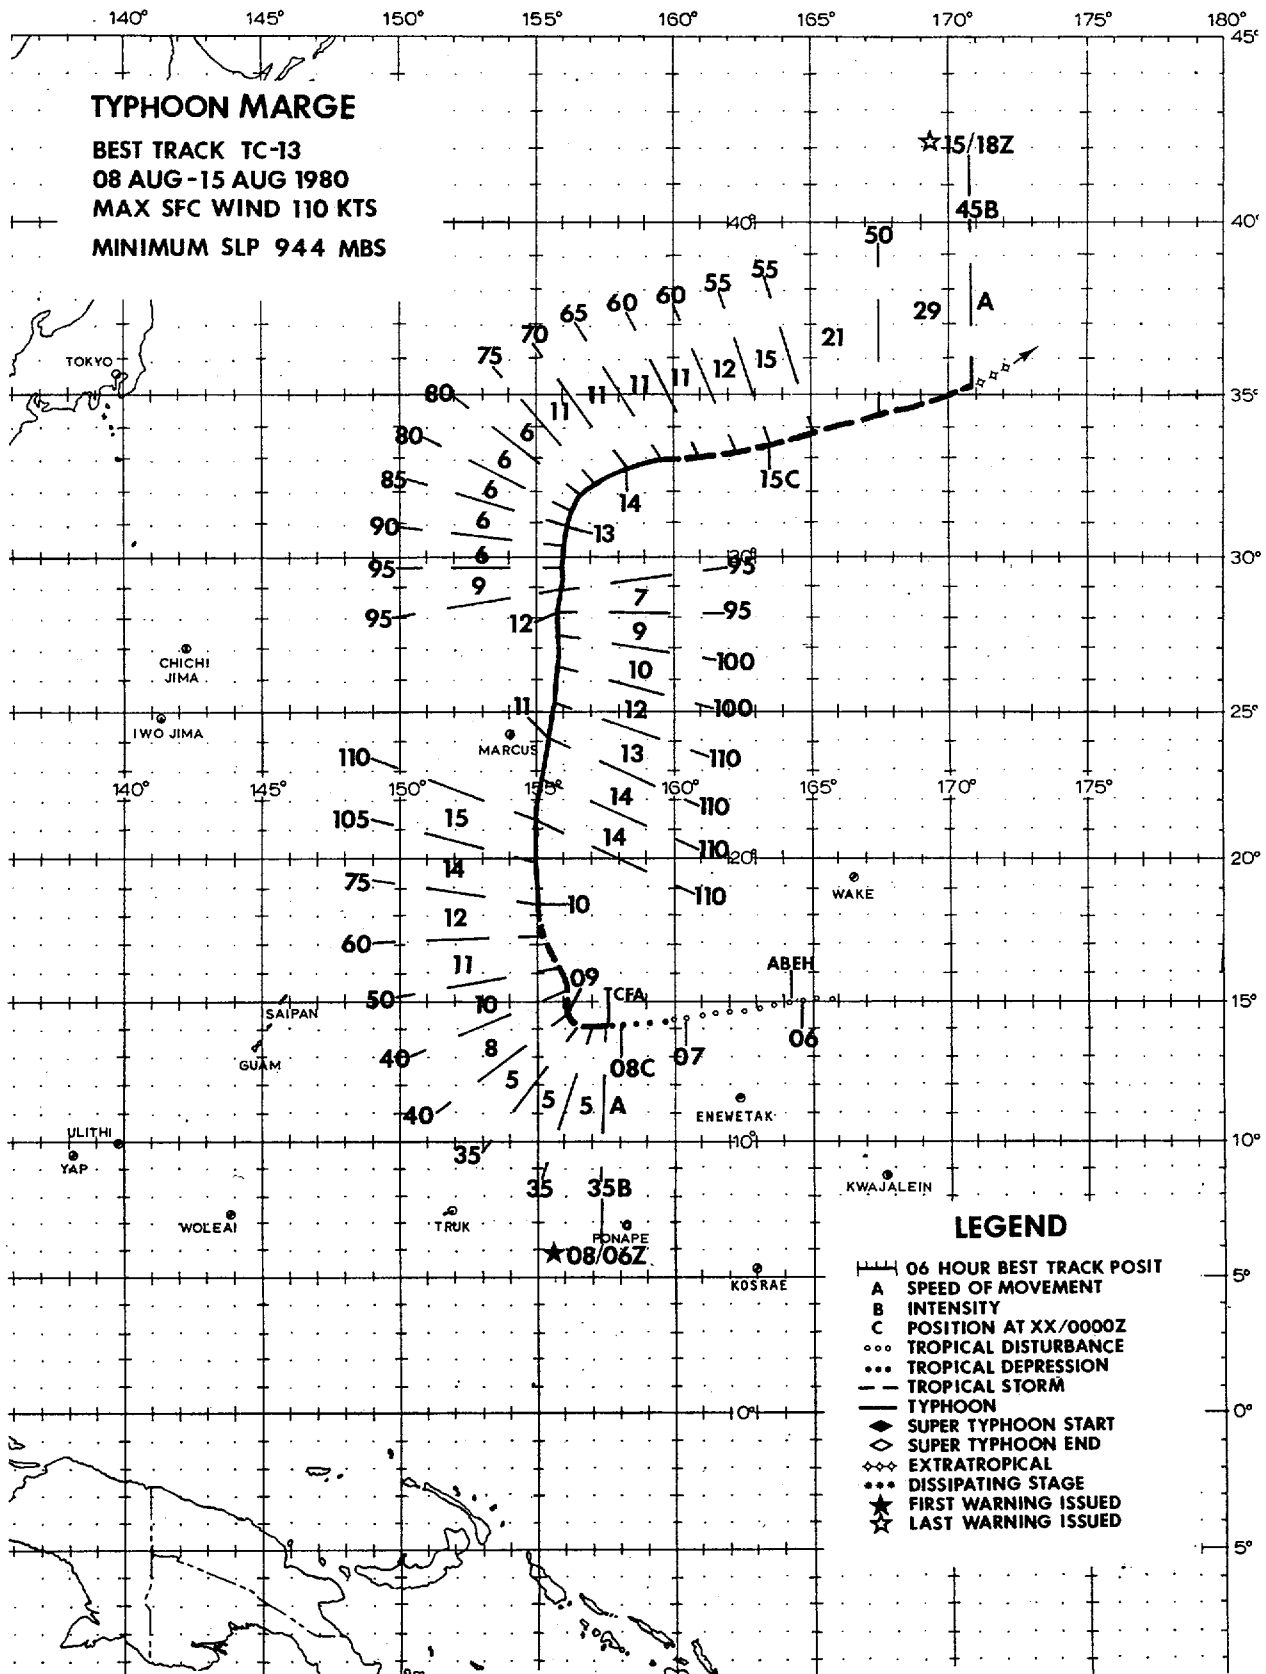 140° 145° 150° 155° 160° 165° 170° 175° 180°
45°
TYPHOON MARGE
BEST TRACK TC-13
08 AUG-15 AUG 1980
MAX SFC WIND 110 KTS
MINIMUM SLP 944 MBS
15/18Z
45B
40°
50
55
55
60
60
65
70
75
80
80
85
90
95
95
29 A
21
15
12
11
11
11
11
11
6
6
6
6
6
9
TOKYO
35° 35°
15C
14
13
30° 30°
12
95
7
95
9
100
10
100
12
110
13
110
14
110
14
110
CHICHI
JIMA
IWO JIMA
MARCUS
11
25° 25°
140° 145° 150° 155° 160° 165° 170° 175°
110
15
105
14
75
12
60
11
50
10
40
8
40
5
35
5
35
5
A
35B
20° 20°
10
WAKE
09
TCFA
ABEH
15° 15°
08C
07
06
SAIPAN
GUAM
ENEWETAK
ULITHI
YAP
10° 10°
KWAJALEIN
WOLEAI
TRUK
PONAPE
08/06Z
KOSRAE
5°
0° 0°
5°
LEGEND
06 HOUR BEST TRACK POSIT
A SPEED OF MOVEMENT
B INTENSITY
C POSITION AT XX/0000Z
TROPICAL DISTURBANCE
TROPICAL DEPRESSION
TROPICAL STORM
TYPHOON
SUPER TYPHOON START
SUPER TYPHOON END
EXTRATROPICAL
DISSIPATING STAGE
FIRST WARNING ISSUED
LAST WARNING ISSUED